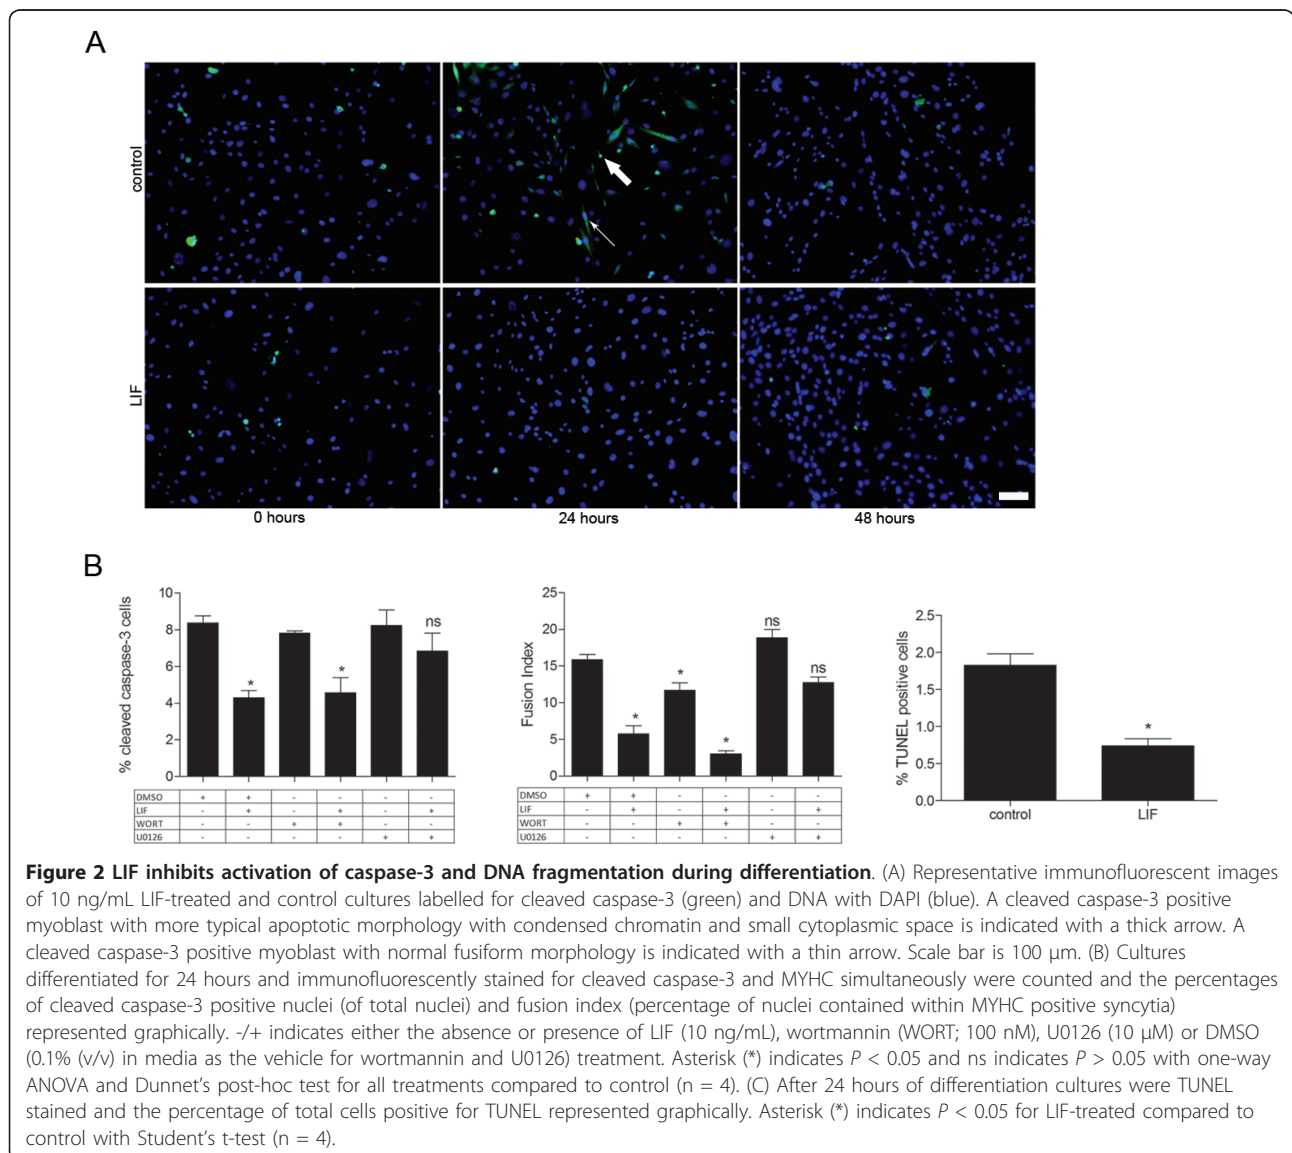 A
control
LIF
0 hours
24 hours
48 hours
B
% cleaved caspase-3 cells
10
8
6
4
2
0
*
*
ns
DMSO + + - - - -
LIF - + - + - +
WORT - - + + - -
U0126 - - - - + +
Fusion Index
25
20
15
10
5
0
*
*
*
ns
ns
DMSO + + - - - -
LIF - + - + - +
WORT - - + + - -
U0126 - - - - + +
% TUNEL positive cells
2.5
2.0
1.5
1.0
0.5
0.0
*
control
LIF
Figure 2 LIF inhibits activation of caspase-3 and DNA fragmentation during differentiation. (A) Representative immunofluorescent images
of 10 ng/mL LIF-treated and control cultures labelled for cleaved caspase-3 (green) and DNA with DAPI (blue). A cleaved caspase-3 positive
myoblast with more typical apoptotic morphology with condensed chromatin and small cytoplasmic space is indicated with a thick arrow. A
cleaved caspase-3 positive myoblast with normal fusiform morphology is indicated with a thin arrow. Scale bar is 100 μm. (B) Cultures
differentiated for 24 hours and immunofluorescently stained for cleaved caspase-3 and MYHC simultaneously were counted and the percentages
of cleaved caspase-3 positive nuclei (of total nuclei) and fusion index (percentage of nuclei contained within MYHC positive syncytia)
represented graphically. -/+ indicates either the absence or presence of LIF (10 ng/mL), wortmannin (WORT; 100 nM), U0126 (10 μM) or DMSO
(0.1% (v/v) in media as the vehicle for wortmannin and U0126) treatment. Asterisk (*) indicates P < 0.05 and ns indicates P > 0.05 with one-way
ANOVA and Dunnet's post-hoc test for all treatments compared to control (n = 4). (C) After 24 hours of differentiation cultures were TUNEL
stained and the percentage of total cells positive for TUNEL represented graphically. Asterisk (*) indicates P < 0.05 for LIF-treated compared to
control with Student's t-test (n = 4).